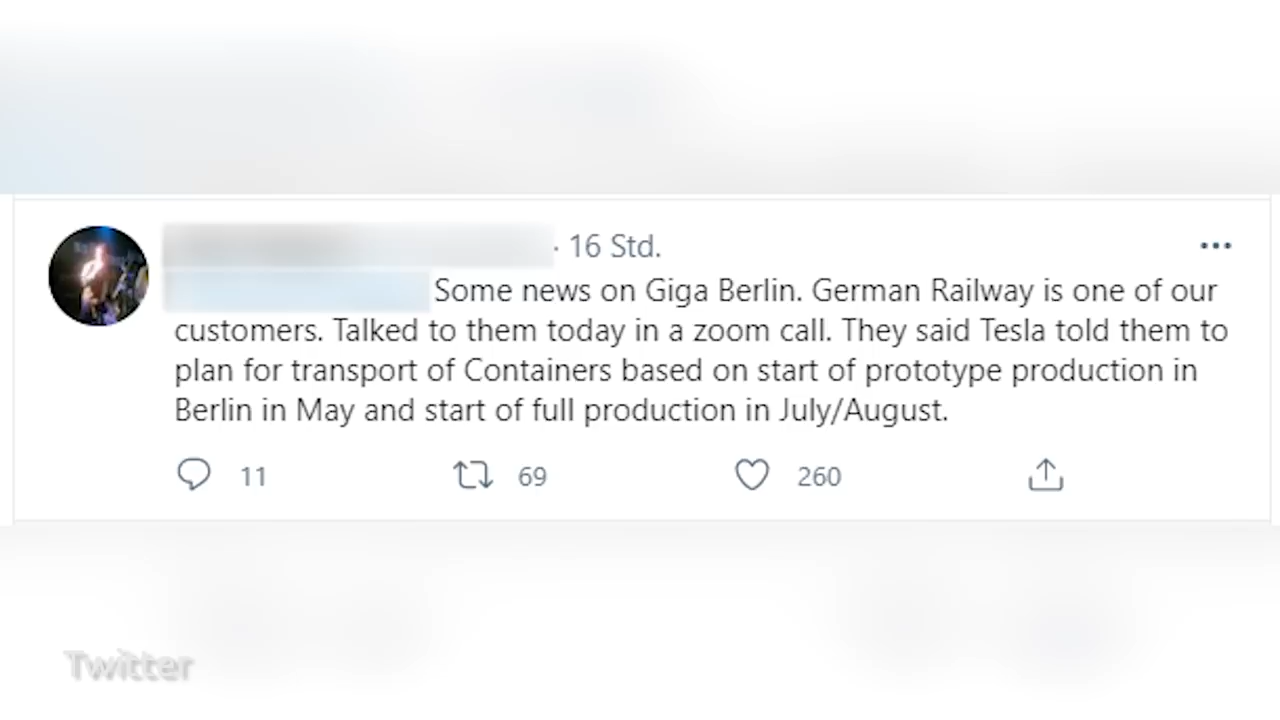 · 16 Std.
Some news on Giga Berlin. German Railway is one of our
customers. Talked to them today in a zoom call. They said Tesla told them to
plan for transport of Containers based on start of prototype production in
Berlin in May and start of full production in July/August.
11 69 260
Twitter